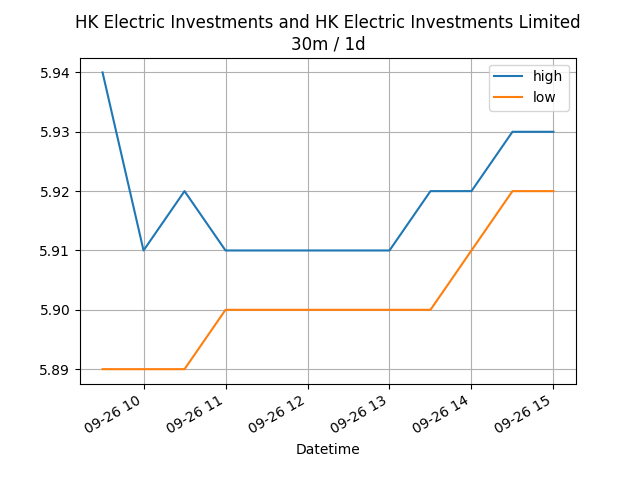 HK Electric Investments and HK Electric Investments Limited
30m / 1d
high
low
5.94
5.93
5.92
5.91
5.90
5.89
09-26 10
09-26 11
09-26 12
09-26 13
09-26 14
09-26 15
Datetime